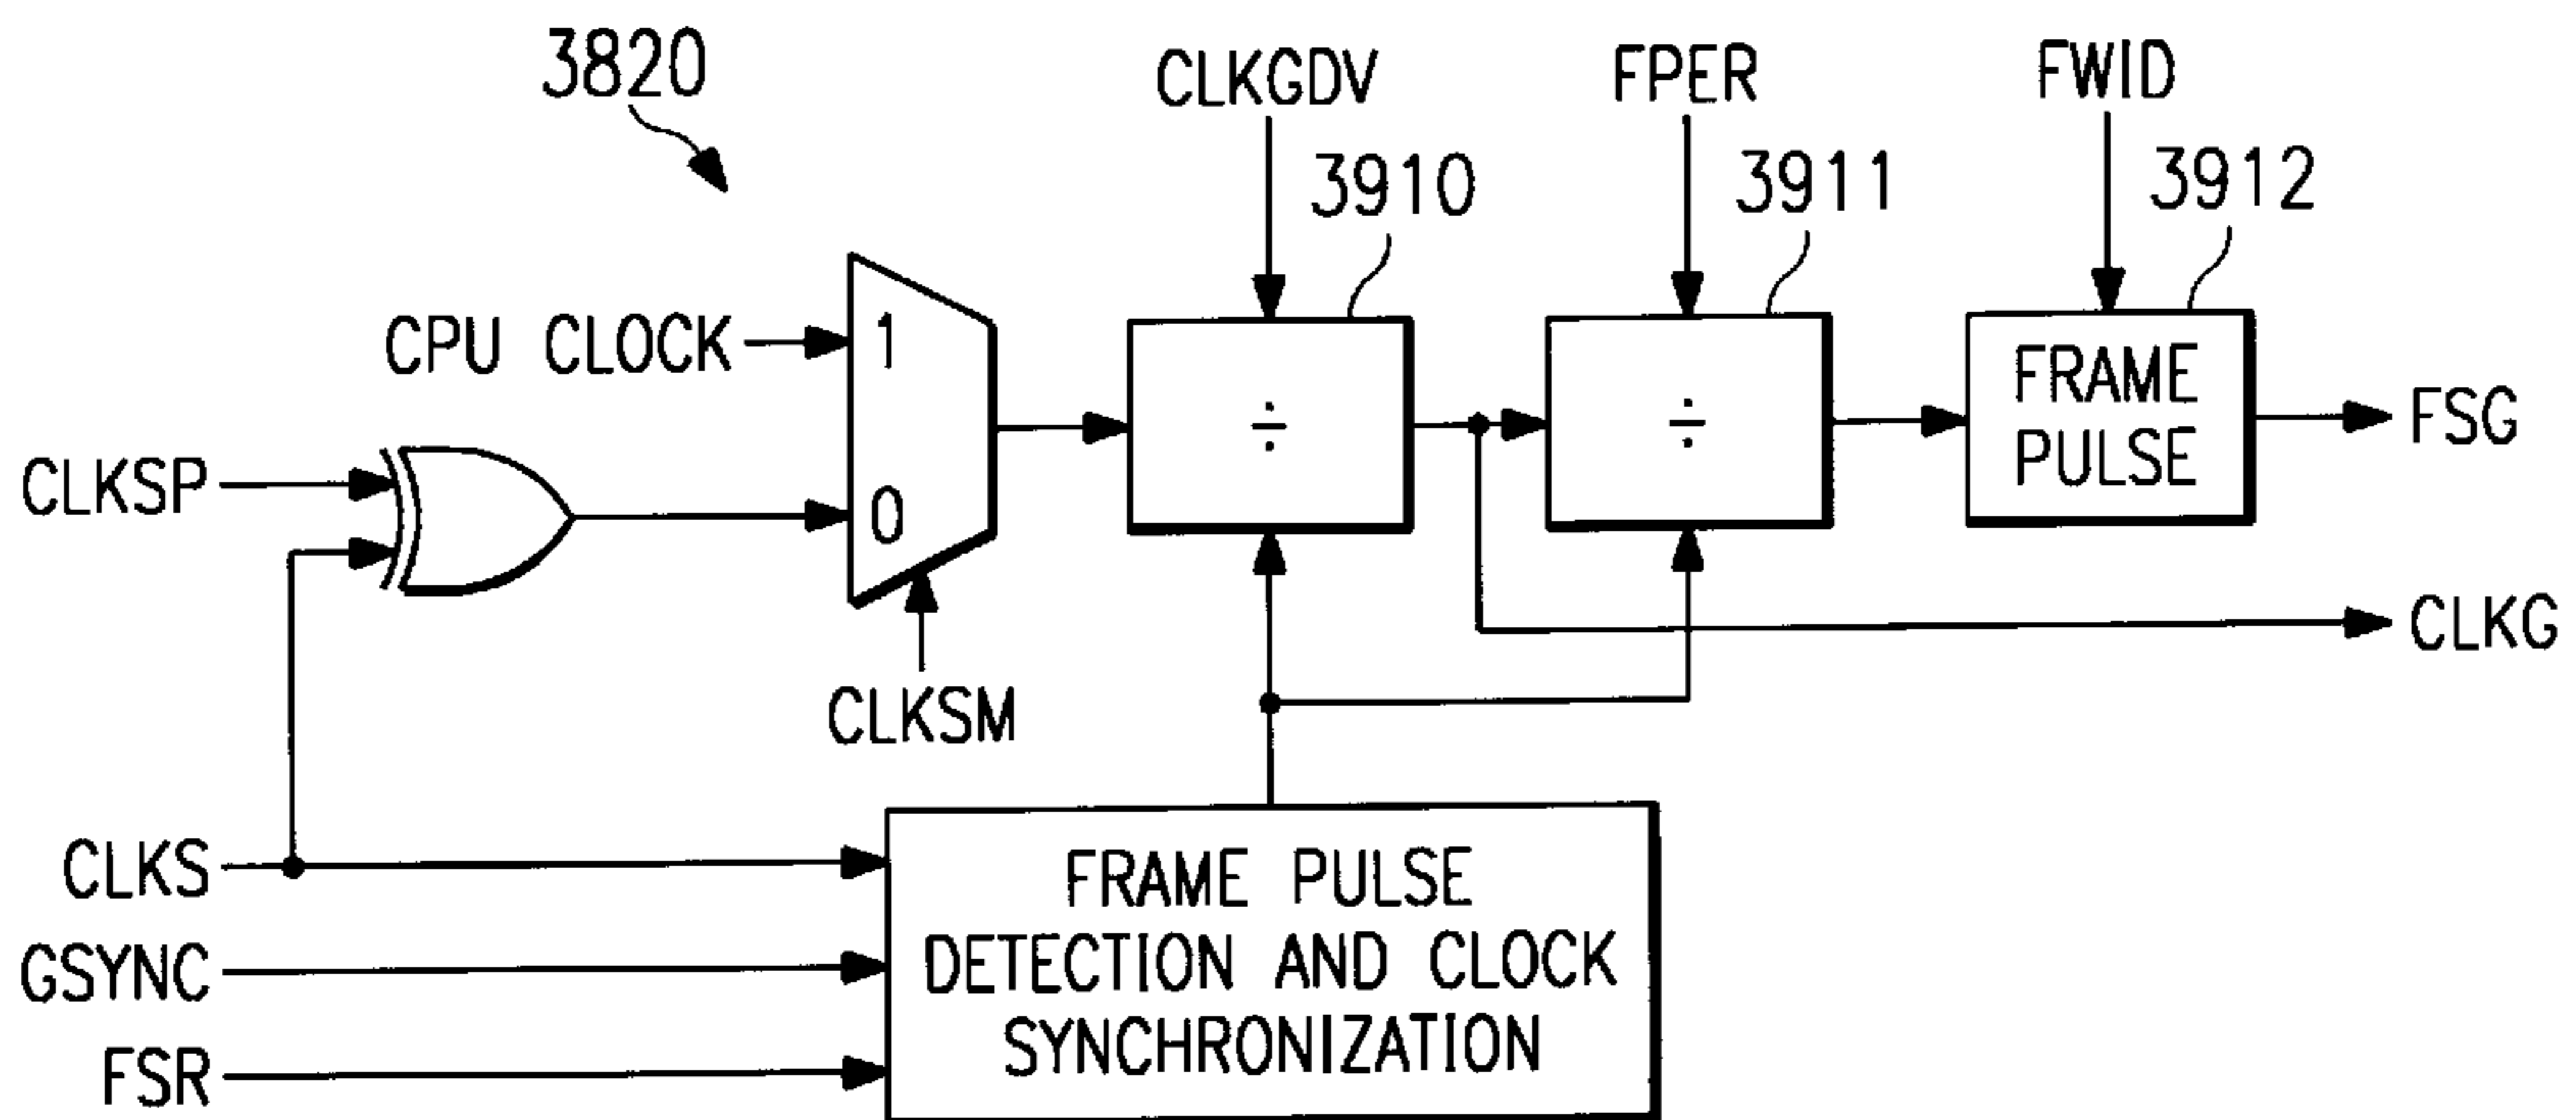 3820
CLKGDV
FPER
FWID
3910
3911
3912
CPU CLOCK
1
÷
÷
FRAME
PULSE
FSG
CLKSP
0
CLKG
CLKSM
CLKS
GSYNC
FSR
FRAME PULSE
DETECTION AND CLOCK
SYNCHRONIZATION